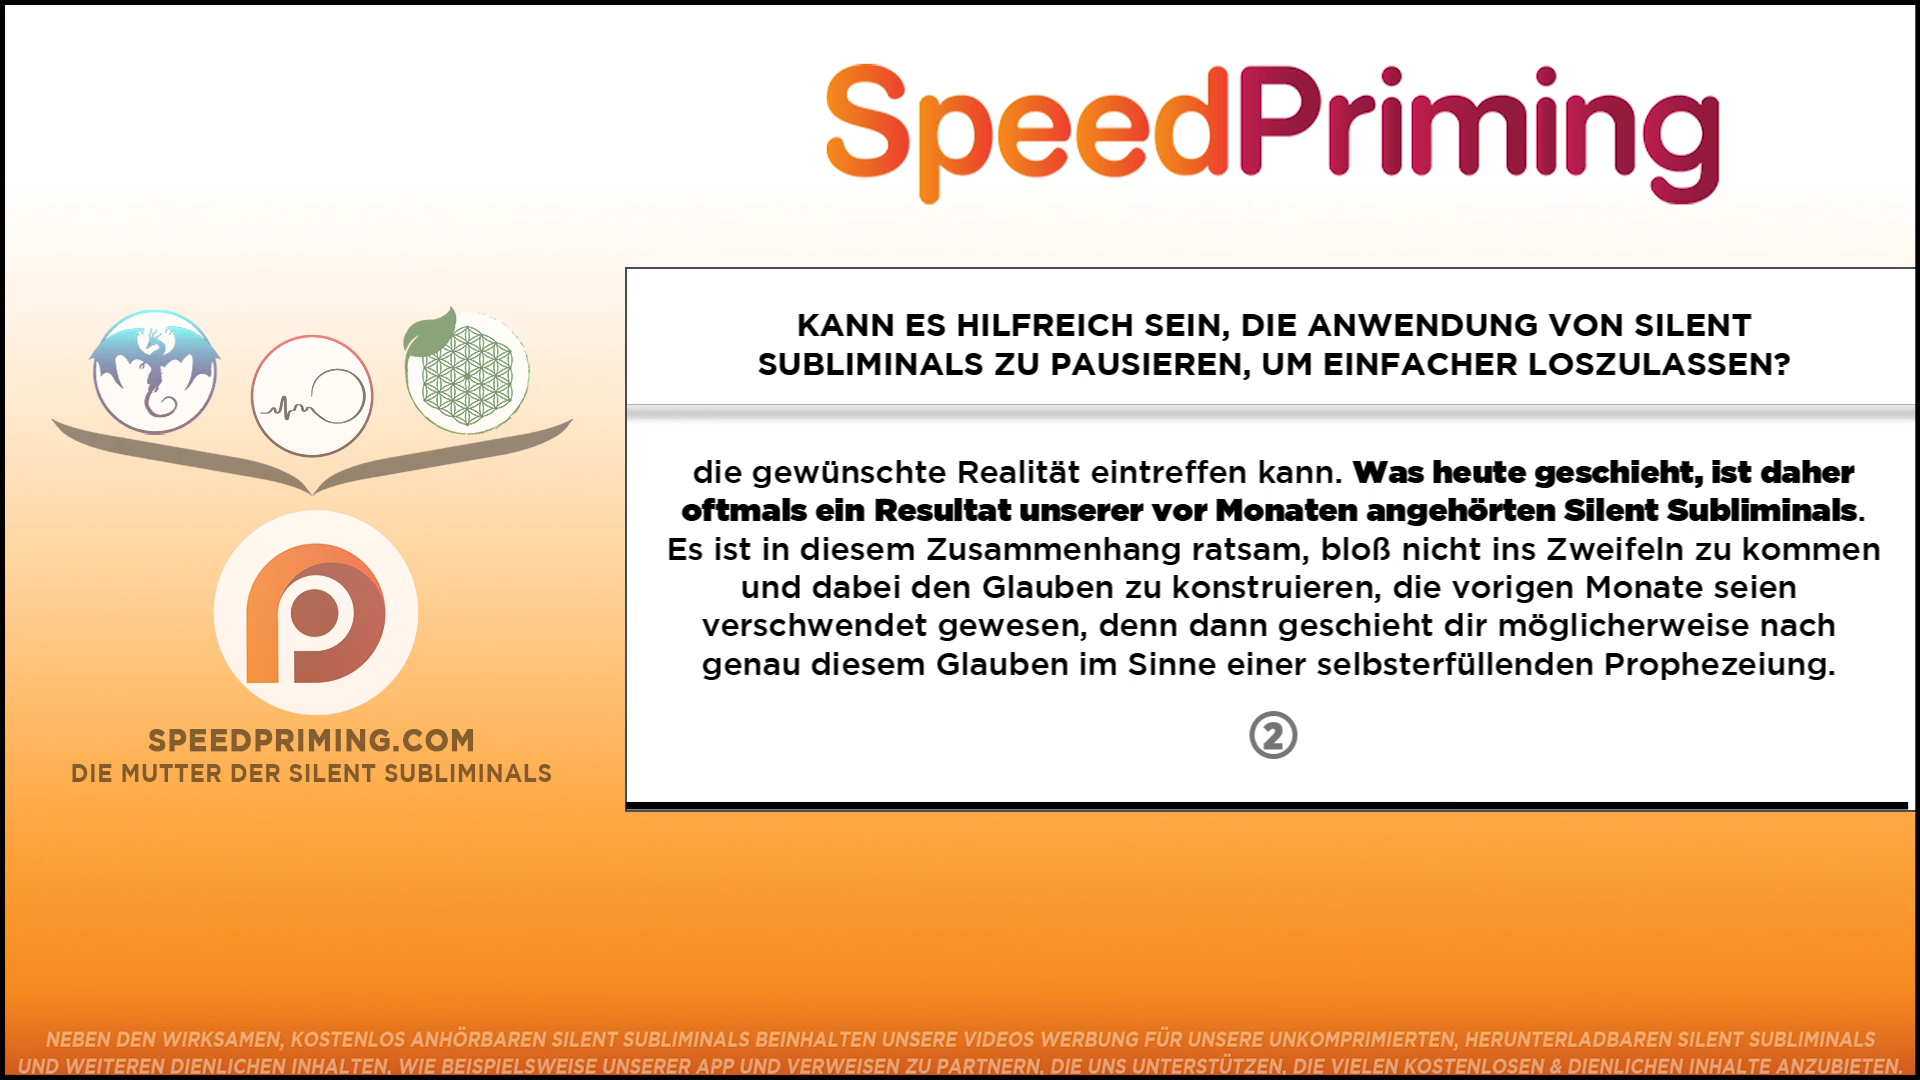 SpeedPriming
KANN ES HILFREICH SEIN, DIE ANWENDUNG VON SILENT
SUBLIMINALS ZU PAUSIEREN, UM EINFACHER LOSZULASSEN?
die gewünschte Realität eintreffen kann. Was heute geschieht, ist daher
oftmals ein Resultat unserer vor Monaten angehörten Silent Subliminals.
Es ist in diesem Zusammenhang ratsam, bloß nicht ins Zweifeln zu kommen
und dabei den Glauben zu konstruieren, die vorigen Monate seien
verschwendet gewesen, denn dann geschieht dir möglicherweise nach
genau diesem Glauben im Sinne einer selbsterfüllenden Prophezeiung.
2
SPEEDPRIMING.COM
DIE MUTTER DER SILENT SUBLIMINALS
NEBEN DEN WIRKSAMEN, KOSTENLOS ANHÖRBAREN SILENT SUBLIMINALS BEINHALTEN UNSERE VIDEOS WERBUNG FÜR UNSERE UNKOMPRIMIERTEN, HERUNTERLADBAREN SILENT SUBLIMINALS
UND WEITEREN DIENLICHEN INHALTEN, WIE BEISPIELSWEISE UNSERER APP UND VERWEISEN ZU PARTNERN, DIE UNS UNTERSTÜTZEN, DIE VIELEN KOSTENLOSEN & DIENLICHEN INHALTE ANZUBIETEN.